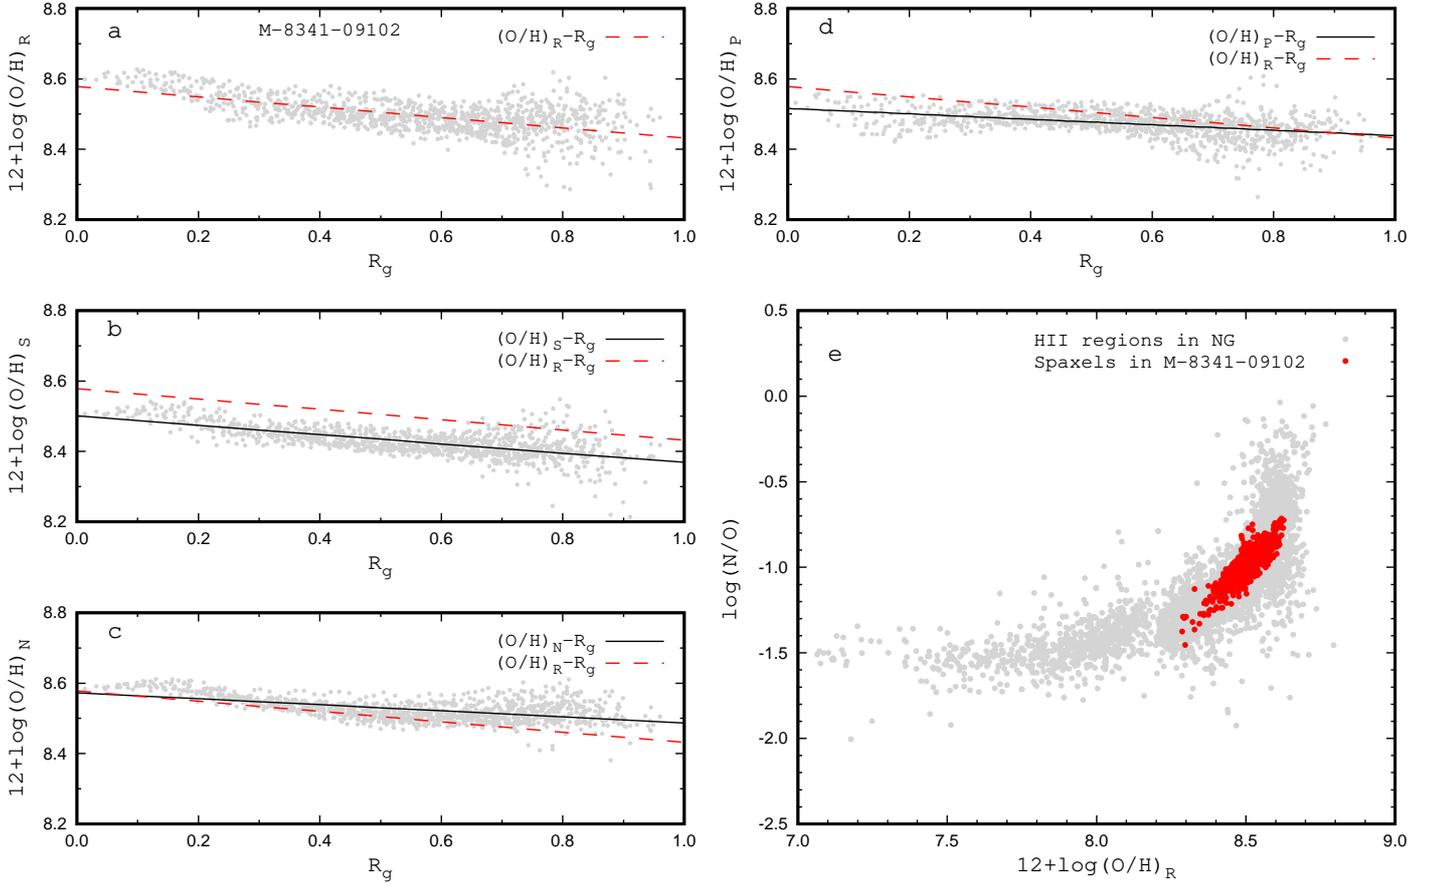 a
M-8341-09102
(O/H)R-Rg
12+log(O/H)R
8.8
8.6
8.4
8.2
0.0 0.2 0.4 0.6 0.8 1.0
Rg
d
(O/H)P-Rg
(O/H)R-Rg
12+log(O/H)P
8.8
8.6
8.4
8.2
0.0 0.2 0.4 0.6 0.8 1.0
Rg
b
(O/H)S-Rg
(O/H)R-Rg
12+log(O/H)S
8.8
8.6
8.4
8.2
0.0 0.2 0.4 0.6 0.8 1.0
Rg
c
(O/H)N-Rg
(O/H)R-Rg
12+log(O/H)N
8.8
8.6
8.4
8.2
0.0 0.2 0.4 0.6 0.8 1.0
Rg
e
HII regions in NG
Spaxels in M-8341-09102
log(N/O)
0.5
0.0
-0.5
-1.0
-1.5
-2.0
-2.5
7.0 7.5 8.0 8.5 9.0
12+log(O/H)R